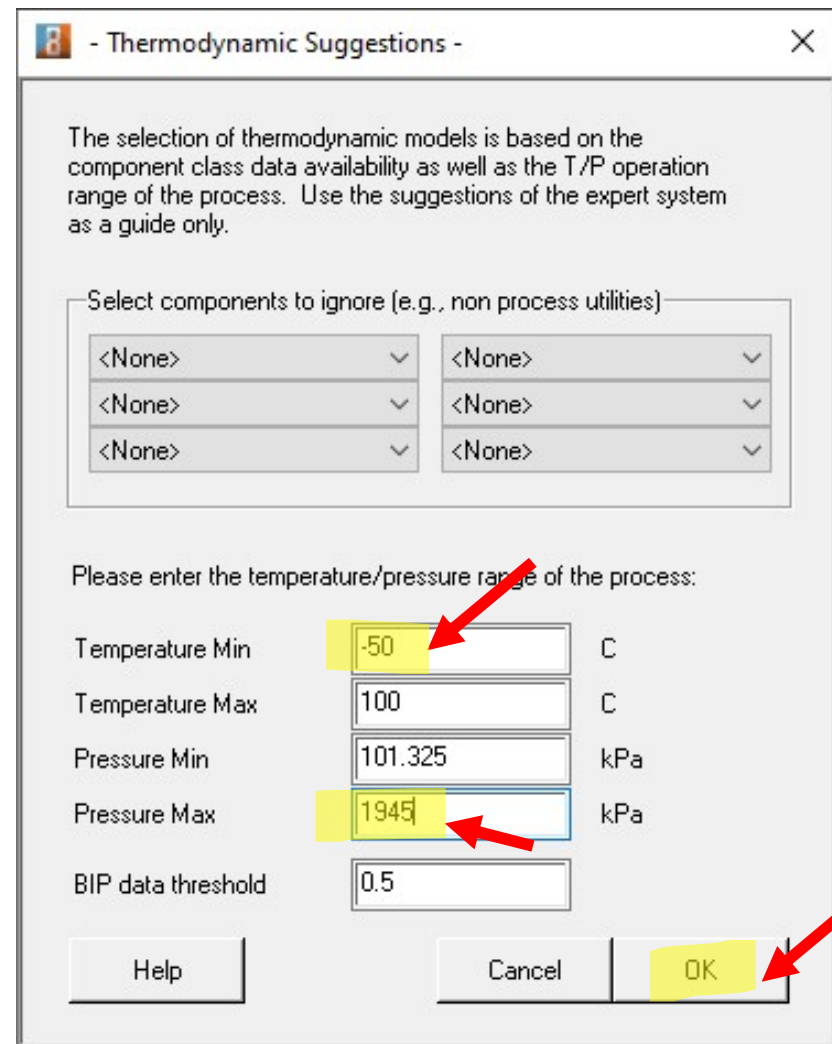 - Thermodynamic Suggestions -
The selection of thermodynamic models is based on the
component class data availability as well as the T/P operation
range of the process.  Use the suggestions of the expert system
as a guide only.
Select components to ignore (e.g., non process utilities)
<None> <None>
<None> <None>
<None> <None>
Please enter the temperature/pressure range of the process:
Temperature Min -50 C
Temperature Max 100 C
Pressure Min 101.325 kPa
Pressure Max 1945 kPa
BIP data threshold 0.5
Help Cancel OK